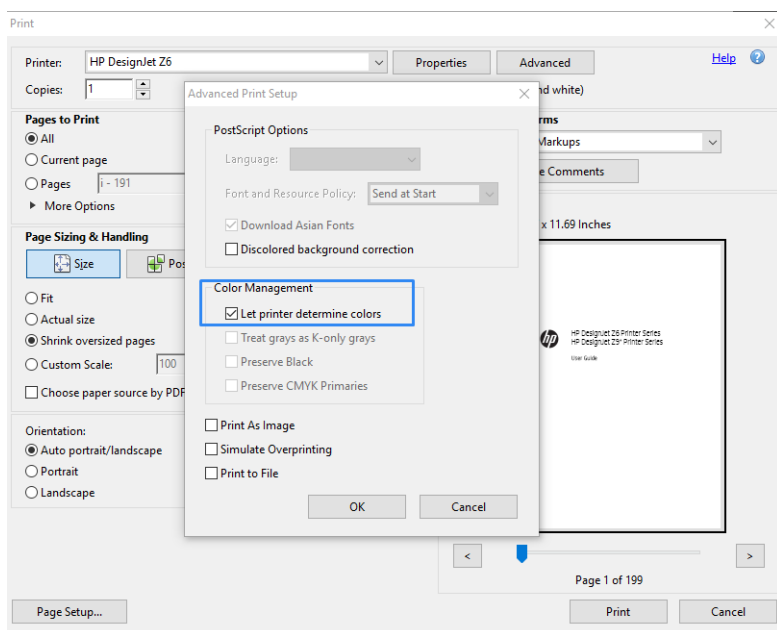 Print
Printer: HP DesignJet Z6 Properties Advanced Help ?
Copies: 1 nd white)
Pages to Print
All
Current page
Pages i - 191
More Options
Page Sizing & Handling
Size Pos
Fit
Actual size
Shrink oversized pages
Custom Scale: 100
Choose paper source by PDF
Orientation:
Auto portrait/landscape
Portrait
Landscape
Advanced Print Setup
PostScript Options
Language:
Font and Resource Policy: Send at Start
Download Asian Fonts
Discolored background correction
Color Management
Let printer determine colors
Treat grays as K-only grays
Preserve Black
Preserve CMYK Primaries
Print As Image
Simulate Overprinting
Print to File
OK Cancel
rms
Markups
e Comments
x 11.69 Inches
hp
HP DesignJet Z6 Printer Series
HP DesignJet Z9⁺ Printer Series
User Guide
< >
Page 1 of 199
Page Setup... Print Cancel